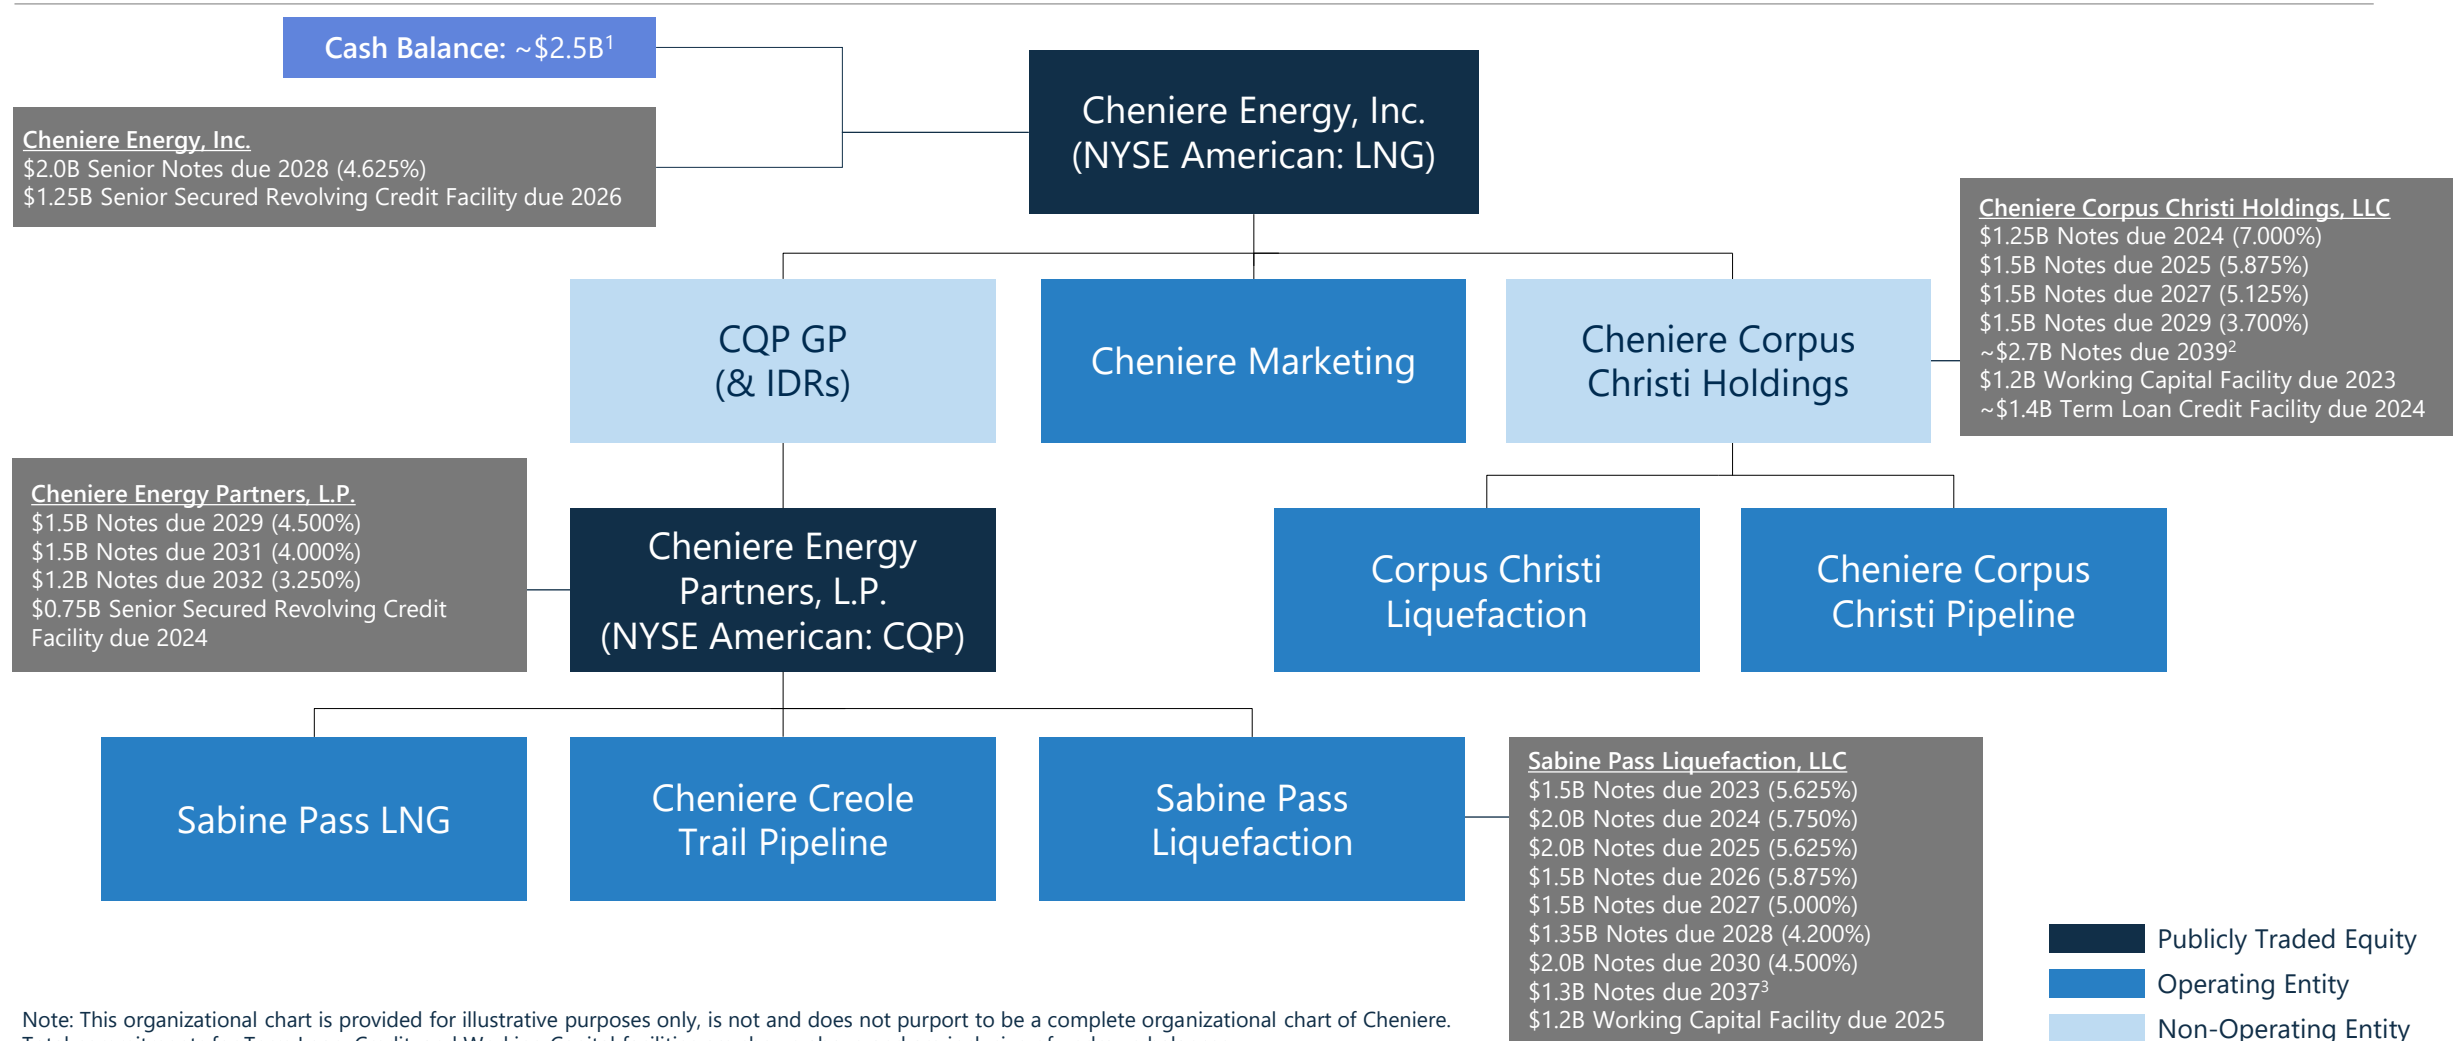 Cash Balance: ~$2.5B¹
Cheniere Energy, Inc.
(NYSE American: LNG)
Cheniere Energy, Inc.
$2.0B Senior Notes due 2028 (4.625%)
$1.25B Senior Secured Revolving Credit Facility due 2026
Cheniere Corpus Christi Holdings, LLC
$1.25B Notes due 2024 (7.000%)
$1.5B Notes due 2025 (5.875%)
$1.5B Notes due 2027 (5.125%)
$1.5B Notes due 2029 (3.700%)
~$2.7B Notes due 2039²
$1.2B Working Capital Facility due 2023
~$1.4B Term Loan Credit Facility due 2024
CQP GP
(& IDRs)
Cheniere Marketing
Cheniere Corpus
Christi Holdings
Cheniere Energy Partners, L.P.
$1.5B Notes due 2029 (4.500%)
$1.5B Notes due 2031 (4.000%)
$1.2B Notes due 2032 (3.250%)
$0.75B Senior Secured Revolving Credit
Facility due 2024
Cheniere Energy
Partners, L.P.
(NYSE American: CQP)
Corpus Christi
Liquefaction
Cheniere Corpus
Christi Pipeline
Sabine Pass LNG
Cheniere Creole
Trail Pipeline
Sabine Pass
Liquefaction
Sabine Pass Liquefaction, LLC
$1.5B Notes due 2023 (5.625%)
$2.0B Notes due 2024 (5.750%)
$2.0B Notes due 2025 (5.625%)
$1.5B Notes due 2026 (5.875%)
$1.5B Notes due 2027 (5.000%)
$1.35B Notes due 2028 (4.200%)
$2.0B Notes due 2030 (4.500%)
$1.3B Notes due 2037³
$1.2B Working Capital Facility due 2025
Publicly Traded Equity
Operating Entity
Non-Operating Entity
Note: This organizational chart is provided for illustrative purposes only, is not and does not purport to be a complete organizational chart of Cheniere.